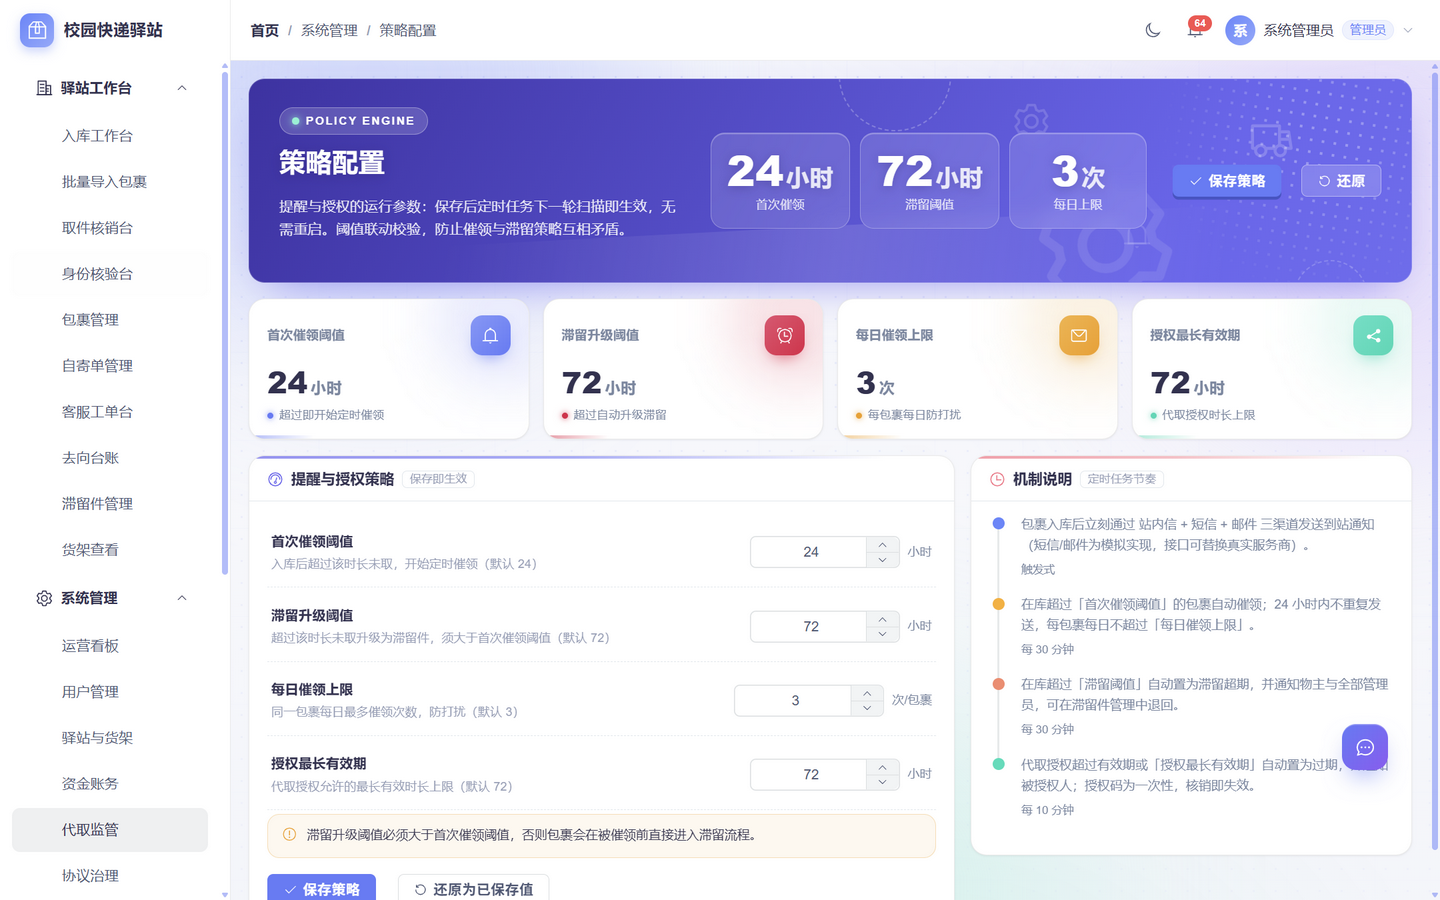 校园快递驿站
首页 / 系统管理 / 策略配置
64
系
系统管理员
管理员
驿站工作台
入库工作台
批量导入包裹
取件核销台
身份核验台
包裹管理
自寄单管理
客服工单台
去向台账
滞留件管理
货架查看
系统管理
运营看板
用户管理
驿站与货架
资金账务
代取监管
协议治理
POLICY ENGINE
策略配置
提醒与授权的运行参数：保存后定时任务下一轮扫描即生效，无
需重启。阈值联动校验，防止催领与滞留策略互相矛盾。
24小时
首次催领
72小时
滞留阈值
3次
每日上限
保存策略
还原
首次催领阈值
24小时
超过即开始定时催领
滞留升级阈值
72小时
超过自动升级滞留
每日催领上限
3次
每包裹每日防打扰
授权最长有效期
72小时
代取授权时长上限
提醒与授权策略
保存即生效
首次催领阈值
入库后超过该时长未取，开始定时催领（默认 24）
24
小时
滞留升级阈值
超过该时长未取升级为滞留件，须大于首次催领阈值（默认 72）
72
小时
每日催领上限
同一包裹每日最多催领次数，防打扰（默认 3）
3
次/包裹
授权最长有效期
代取授权允许的最长有效时长上限（默认 72）
72
小时
滞留升级阈值必须大于首次催领阈值，否则包裹会在被催领前直接进入滞留流程。
保存策略
还原为已保存值
机制说明
定时任务节奏
包裹入库后立刻通过 站内信 + 短信 + 邮件 三渠道发送到站通知
（短信/邮件为模拟实现，接口可替换真实服务商）。
触发式
在库超过「首次催领阈值」的包裹自动催领；24 小时内不重复发
送，每包裹每日不超过「每日催领上限」。
每 30 分钟
在库超过「滞留阈值」自动置为滞留超期，并通知物主与全部管理
员，可在滞留件管理中退回。
每 30 分钟
代取授权超过有效期或「授权最长有效期」自动置为过期，
被授权人；授权码为一次性，核销即失效。
每 10 分钟